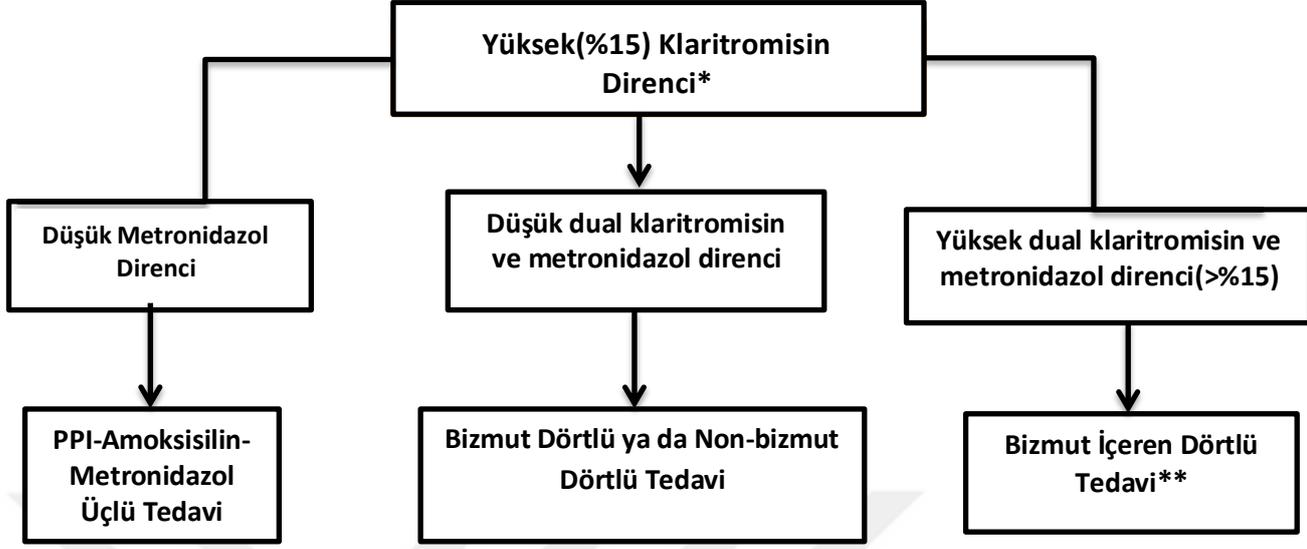 Yüksek(%15) Klaritromisin
Direnci*
Düşük Metronidazol
Direnci
Düşük dual klaritromisin
ve metronidazol direnci
Yüksek dual klaritromisin ve
metronidazol direnci(>%15)
PPI-Amoksisilin-
Metronidazol
Üçlü Tedavi
Bizmut Dörtlü ya da Non-bizmut
Dörtlü Tedavi
Bizmut İçeren Dörtlü
Tedavi**